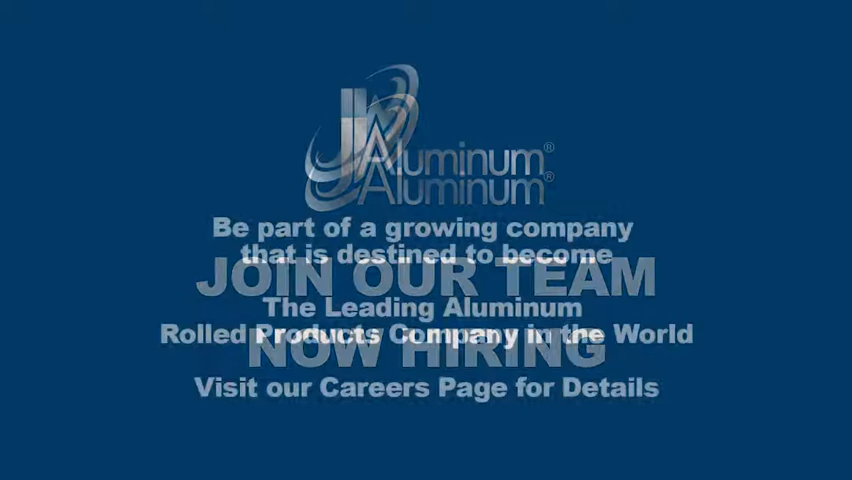 JW Aluminum®
JW Aluminum®
Be part of a growing company
that is destined to become
JOIN OUR TEAM
The Leading Aluminum
Rolled Products Company in the World
NOW HIRING
Visit our Careers Page for Details